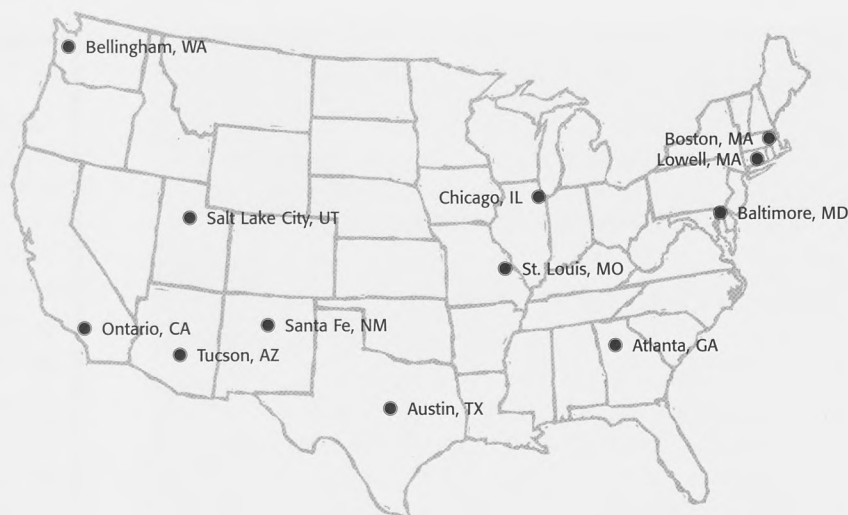 Bellingham, WA
Boston, MA
Lowell, MA
Chicago, IL
Salt Lake City, UT
Baltimore, MD
St. Louis, MO
Ontario, CA
Santa Fe, NM
Tucson, AZ
Atlanta, GA
Austin, TX